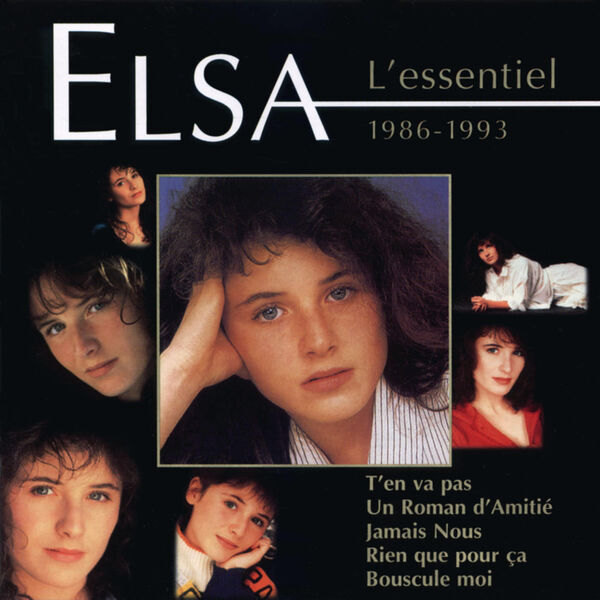 ELSA
L'essentiel
1986-1993
T'en va pas
Un Roman d'Amitié
Jamais Nous
Rien que pour ça
Bouscule moi